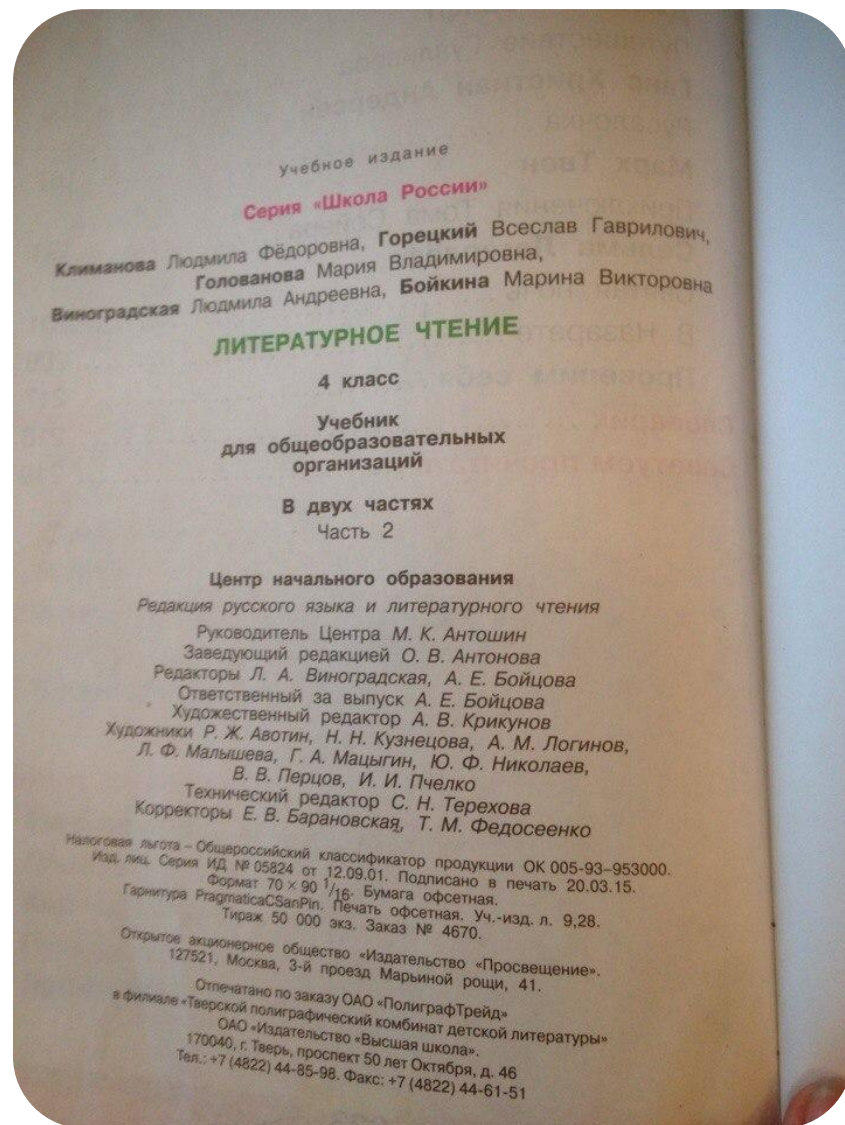 Учебное издание
Серия «Школа России»
Климанова Людмила Фёдоровна, Горецкий Всеслав Гаврилович,
Голованова Мария Владимировна,
Виноградская Людмила Андреевна, Бойкина Марина Викторовна
ЛИТЕРАТУРНОЕ ЧТЕНИЕ
4 класс
Учебник
для общеобразовательных
организаций
В двух частях
Часть 2
Центр начального образования
Редакция русского языка и литературного чтения
Руководитель Центра М. К. Антошин
Заведующий редакцией О. В. Антонова
Редакторы Л. А. Виноградская, А. Е. Бойцова
Ответственный за выпуск А. Е. Бойцова
Художественный редактор А. В. Крикунов
Художники Р. Ж. Авотин, Н. Н. Кузнецова, А. М. Логинов,
Л. Ф. Малышева, Г. А. Мацыгин, Ю. Ф. Николаев,
В. В. Перцов, И. И. Пчелко
Технический редактор С. Н. Терехова
Корректоры Е. В. Барановская, Т. М. Федосеенко
Налоговая льгота – Общероссийский классификатор продукции ОК 005-93–953000.
Изд. лиц. Серия ИД № 05824 от 12.09.01. Подписано в печать 20.03.15.
Формат 70 × 90 1/16. Бумага офсетная.
Гарнитура PragmaticaCSanPin. Печать офсетная. Уч.-изд. л. 9,28.
Тираж 50 000 экз. Заказ № 4670.
Открытое акционерное общество «Издательство «Просвещение».
127521, Москва, 3-й проезд Марьиной рощи, 41.
Отпечатано по заказу ОАО «ПолиграфТрейд»
в филиале «Тверской полиграфический комбинат детской литературы»
ОАО «Издательство «Высшая школа».
170040, г. Тверь, проспект 50 лет Октября, д. 46
Тел.: +7 (4822) 44-85-98. Факс: +7 (4822) 44-61-51